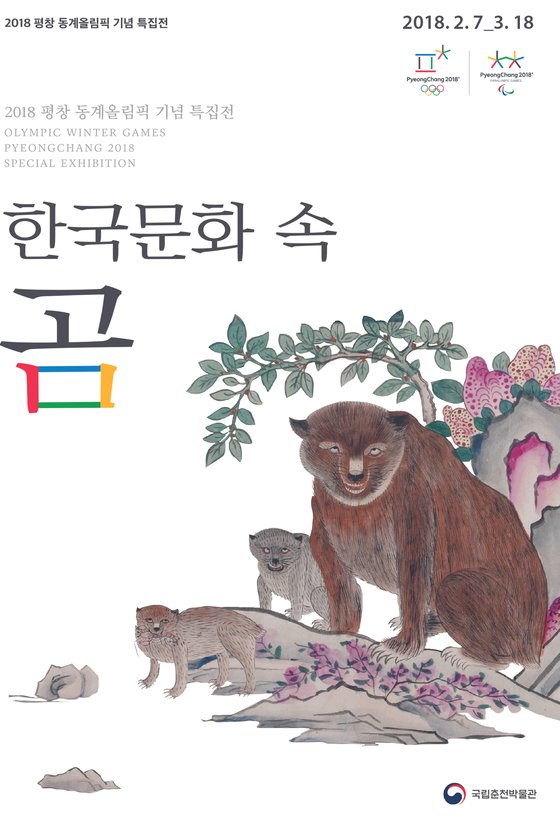 2018 평창 동계올림픽 기념 특집전
2018. 2. 7_3. 18
PyeongChang 2018
PyeongChang 2018
PARALYMPIC GAMES
2018 평창 동계올림픽 기념 특집전
OLYMPIC WINTER GAMES
PYEONGCHANG 2018
SPECIAL EXHIBITION
한국문화 속
곰
국립춘천박물관